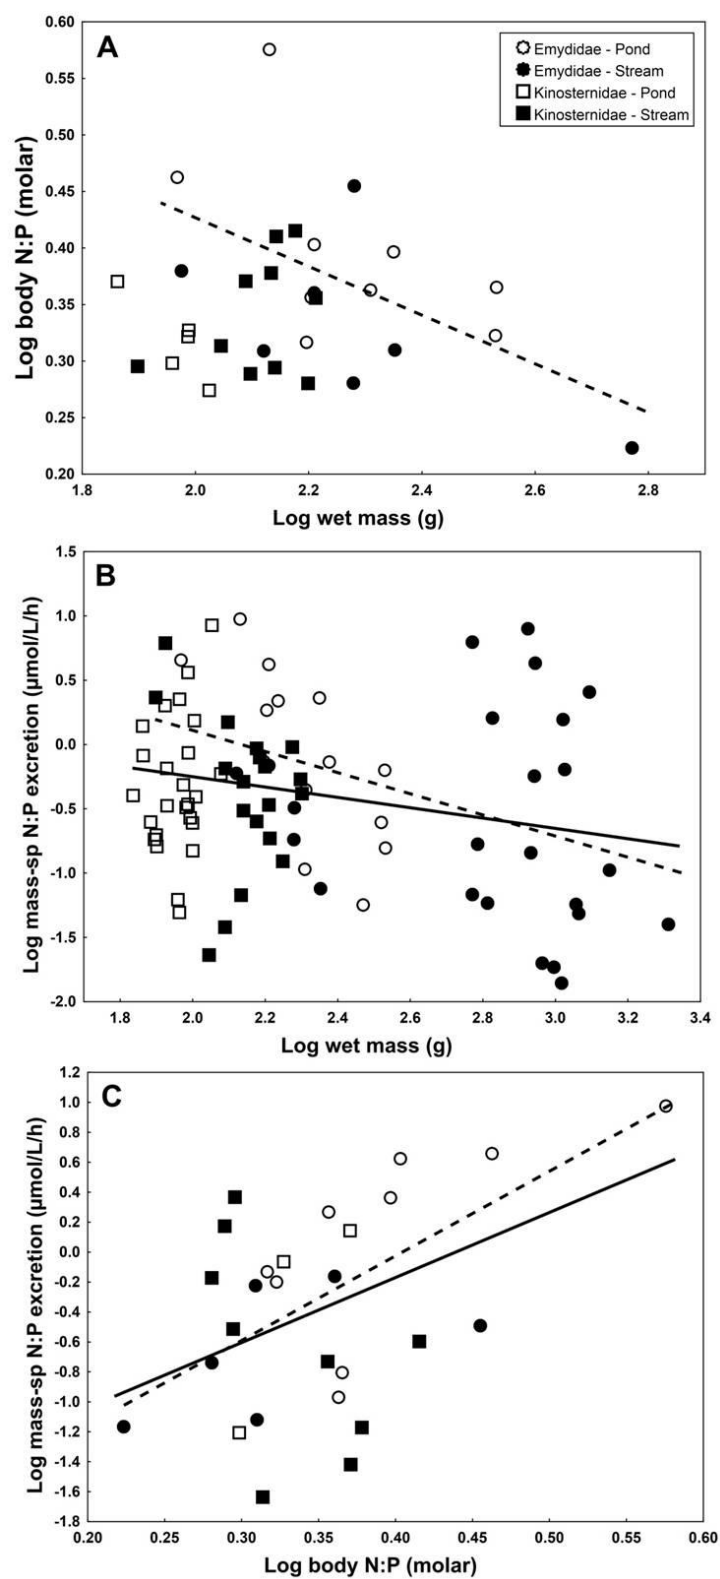 A
0.60
0.55
0.50
0.45
0.40
0.35
0.30
0.25
0.20
Log body N:P (molar)
Emydidae - Pond
Emydidae - Stream
Kinosternidae - Pond
Kinosternidae - Stream
1.8 2.0 2.2 2.4 2.6 2.8
Log wet mass (g)
B
1.5
1.0
0.5
0.0
-0.5
-1.0
-1.5
-2.0
Log mass-sp N:P excretion (µmol/L/h)
1.8 2.0 2.2 2.4 2.6 2.8 3.0 3.2 3.4
Log wet mass (g)
C
1.2
1.0
0.8
0.6
0.4
0.2
0.0
-0.2
-0.4
-0.6
-0.8
-1.0
-1.2
-1.4
-1.6
-1.8
Log mass-sp N:P excretion (µmol/L/h)
0.20 0.25 0.30 0.35 0.40 0.45 0.50 0.55 0.60
Log body N:P (molar)